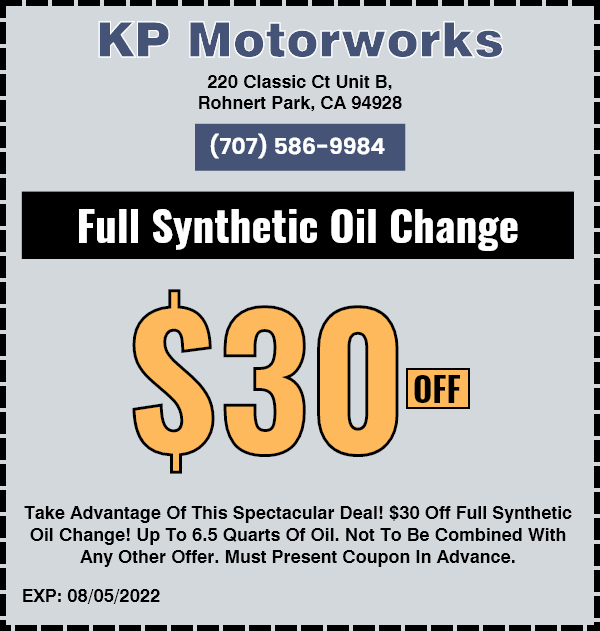 KP Motorworks
220 Classic Ct Unit B,
Rohnert Park, CA 94928
(707) 586-9984
Full Synthetic Oil Change
$30 OFF
Take Advantage Of This Spectacular Deal! $30 Off Full Synthetic
Oil Change! Up To 6.5 Quarts Of Oil. Not To Be Combined With
Any Other Offer. Must Present Coupon In Advance.
EXP: 08/05/2022